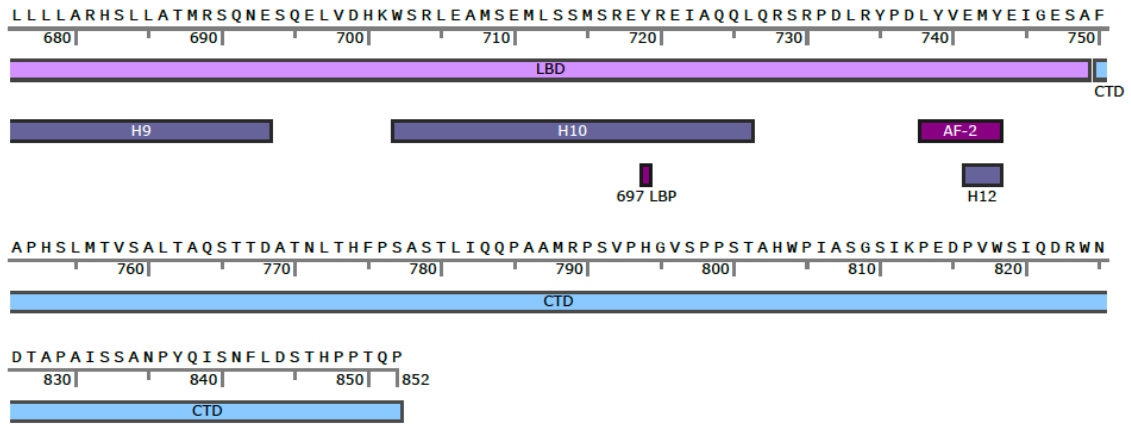 LLLLARHSLLATMRSQNESQELVDHKWSRLEAMSEMLSSMSREYREIAQQLQRSRPDLRYPDLYVEMYEIGESAF
680 690 700 710 720 730 740 750
LBD
CTD
H9 H10 AF-2
697 LBP H12
APHSLMTVSALTAQSTTDATNLTHFPSASTLIQQPAAMRPSVPHGVSPPSTAHWPIASGSIKPEDPVWSIQDRWN
760 770 780 790 800 810 820
CTD
DTAPAISSANPYQISNFLDSTHPPTQP
830 840 850 852
CTD